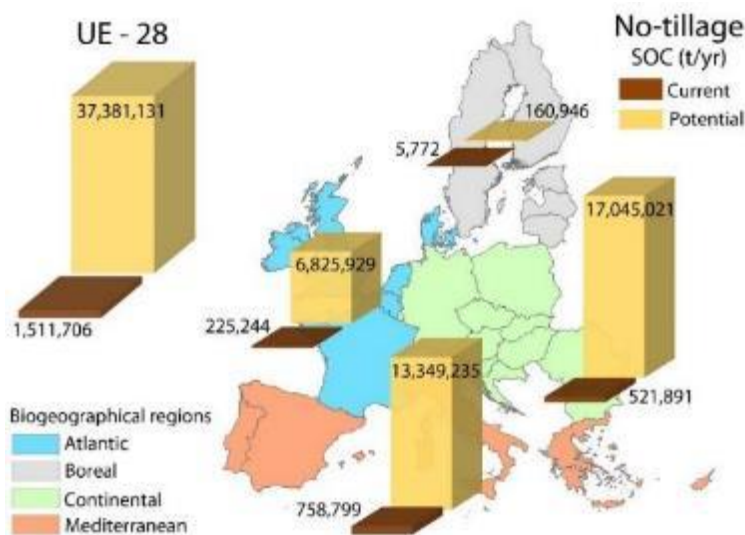 UE - 28
37,381,131
1,511,706
No-tillage
SOC (t/yr)
Current
Potential
160,946
5,772
17,045,021
521,891
6,825,929
225,244
13,349,235
758,799
Biogeographical regions
Atlantic
Boreal
Continental
Mediterranean